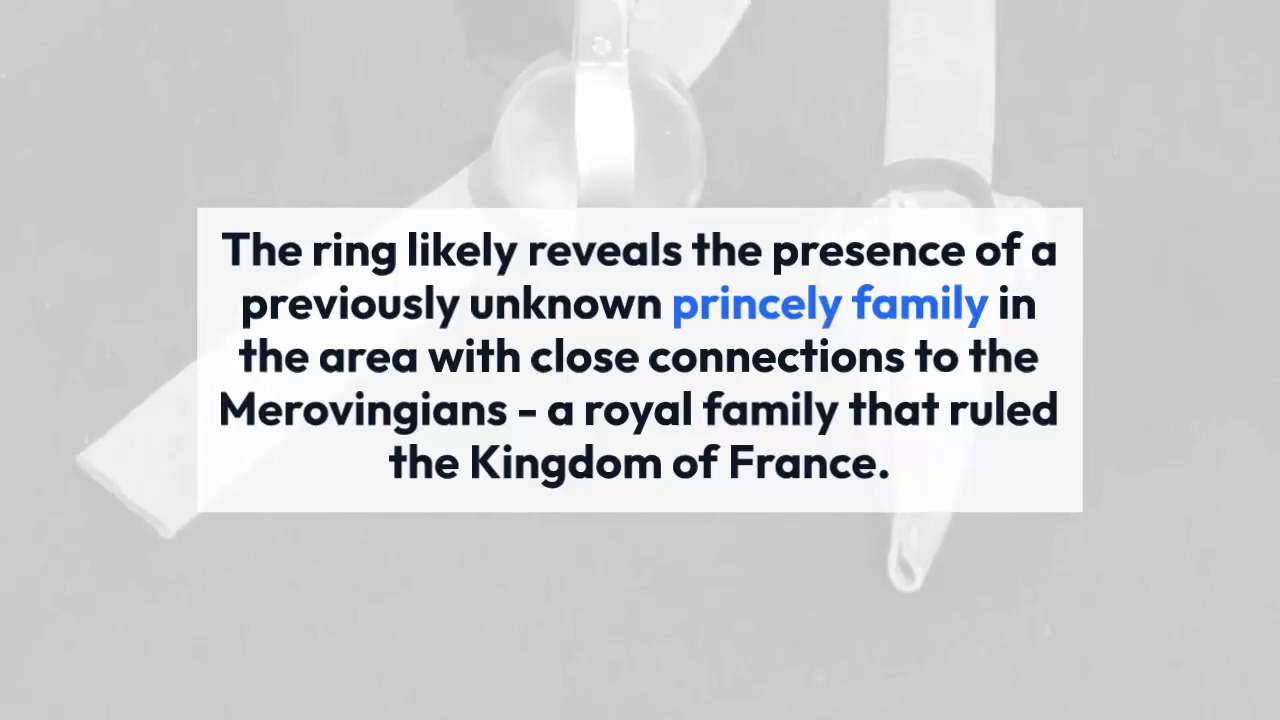 The ring likely reveals the presence of a
previously unknown princely family in
the area with close connections to the
Merovingians - a royal family that ruled
the Kingdom of France.